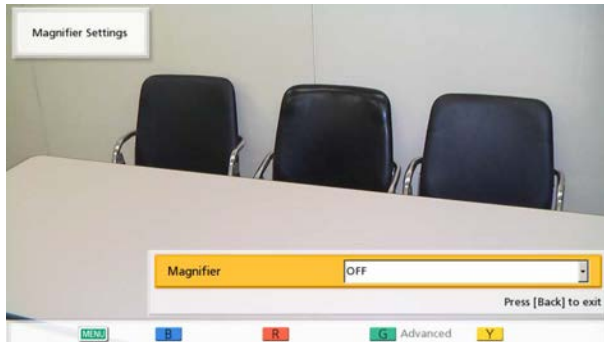 Magnifier Settings
Magnifier OFF
Press [Back] to exit
MENU B R G Advanced Y